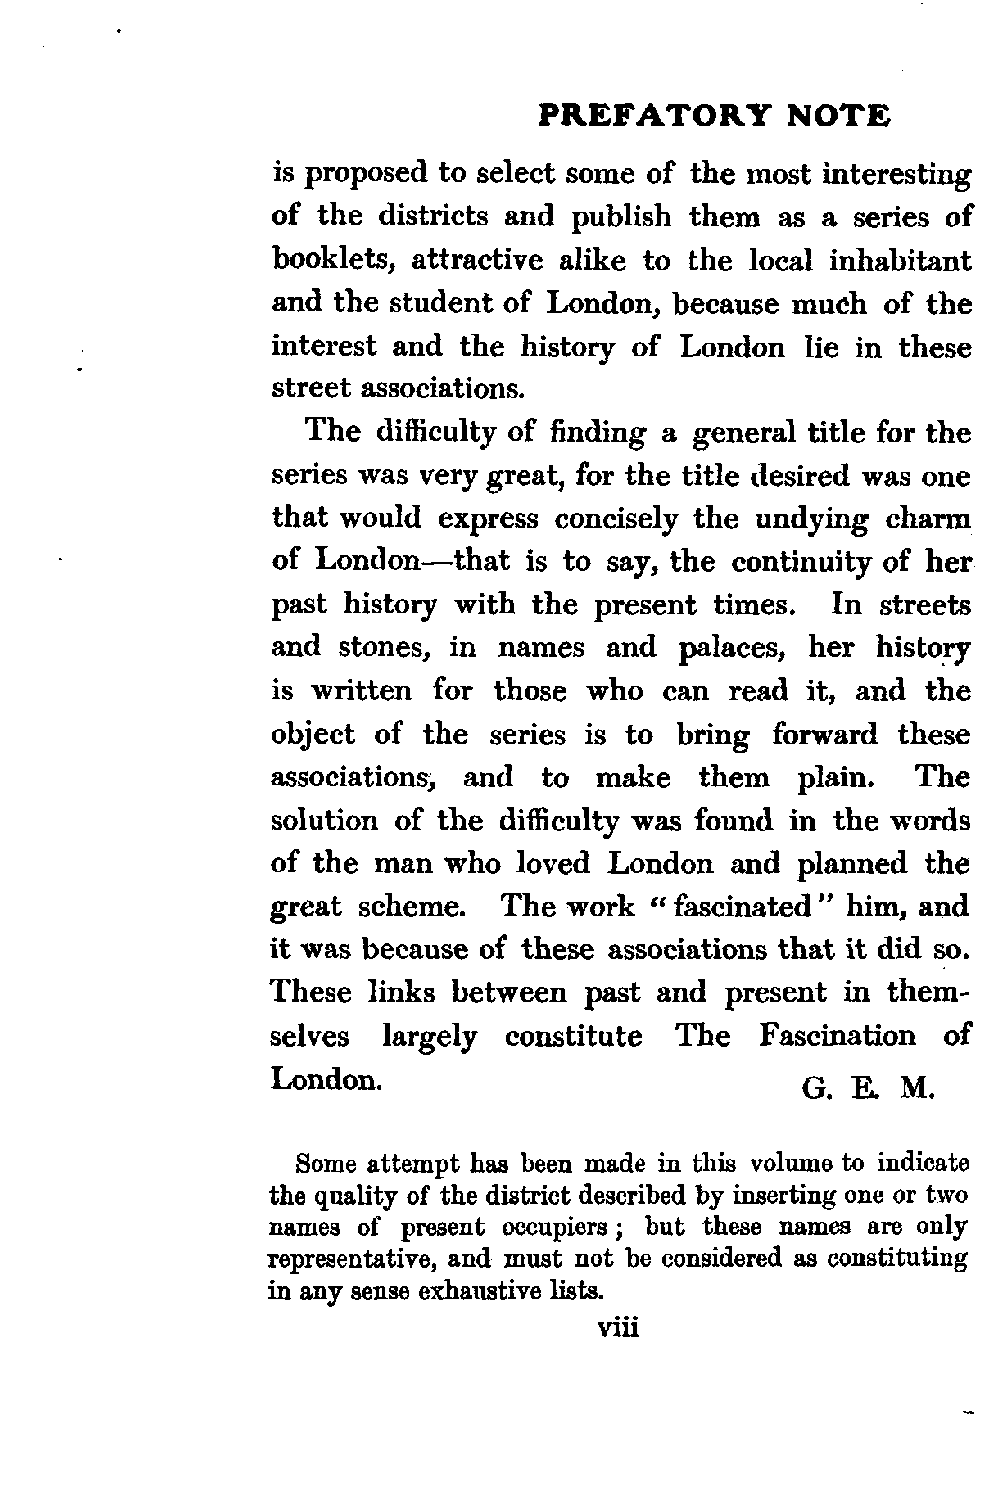 PREFATORY NOTE
is proposed to select some of the most interesting
of the districts and publish them as a series of
booklets, attractive alike to the local inhabitant
and the student of London, because much of the
interest and the history of London lie in these
street associations.
The difficulty of finding a general title for the
series was very great, for the title desired was one
that would express concisely the undying charm
of London—that is to say, the continuity of her
past history with the present times. In streets
and stones, in names and palaces, her history
is written for those who can read it, and the
object of the series is to bring forward these
associations, and to make them plain. The
solution of the difficulty was found in the words
of the man who loved London and planned the
great scheme. The work “fascinated” him, and
it was because of these associations that it did so.
These links between past and present in them-
selves largely constitute The Fascination of
London.
G. E. M.
Some attempt has been made in this volume to indicate
the quality of the district described by inserting one or two
names of present occupiers; but these names are only
representative, and must not be considered as constituting
in any sense exhaustive lists.
viii